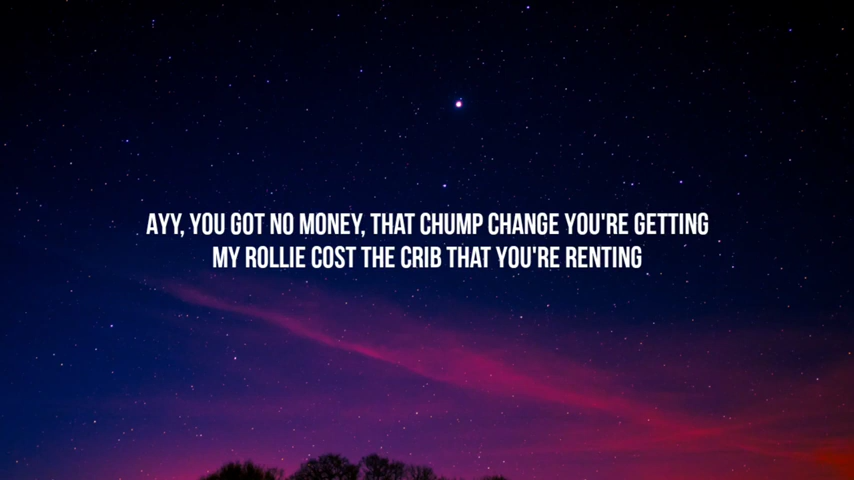 AYY, YOU GOT NO MONEY, THAT CHUMP CHANGE YOU'RE GETTING
MY ROLLIE COST THE CRIB THAT YOU'RE RENTING